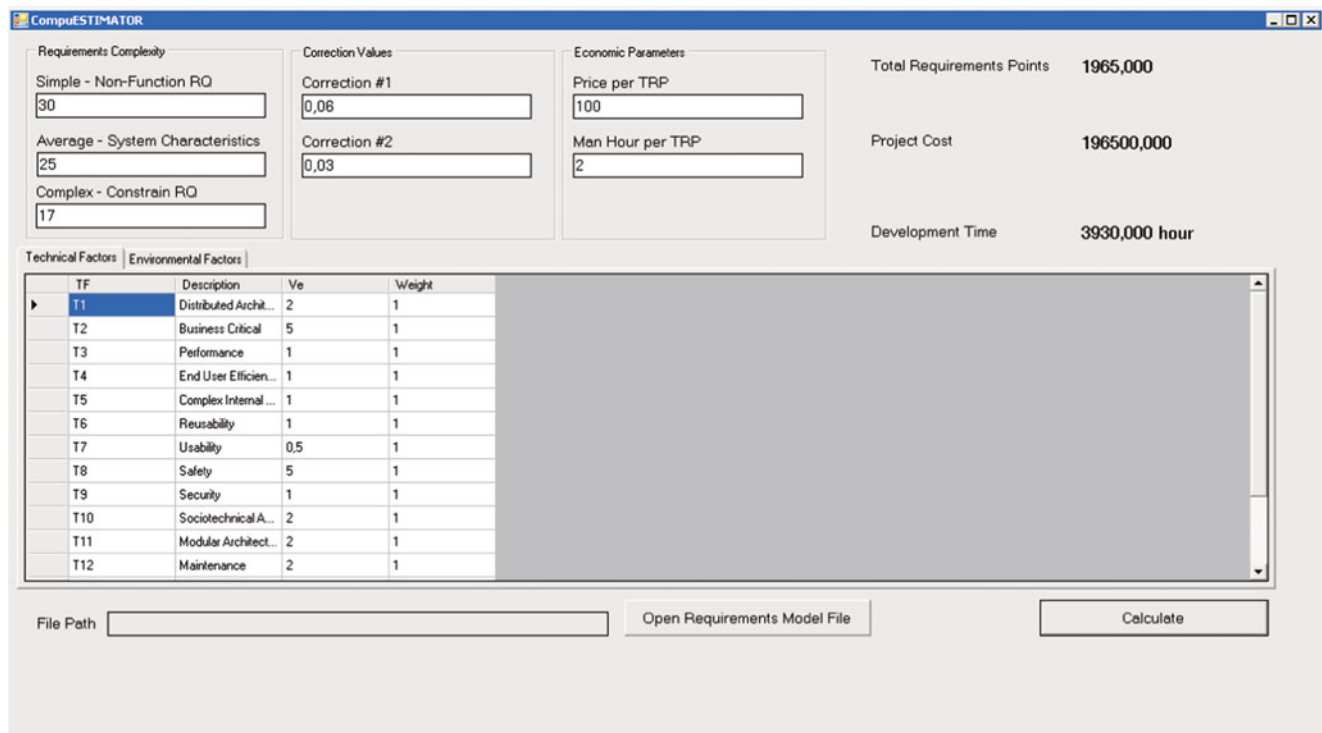 CompuESTIMATOR
Requirements Complexity
Simple - Non-Function RQ
30
Average - System Characteristics
25
Complex - Constrain RQ
17
Correction Values
Correction #1
0,06
Correction #2
0,03
Economic Parameters
Price per TRP
100
Man Hour per TRP
2
Total Requirements Points 1965,000
Project Cost 196500,000
Development Time 3930,000 hour
Technical Factors Environmental Factors
TF Description Ve Weight
T1 Distributed Archit... 2 1
T2 Business Critical 5 1
T3 Performance 1 1
T4 End User Efficien... 1 1
T5 Complex Internal ... 1 1
T6 Reusability 1 1
T7 Usability 0,5 1
T8 Safety 5 1
T9 Security 1 1
T10 Sociotechnical A... 2 1
T11 Modular Architect... 2 1
T12 Maintenance 2 1
File Path Open Requirements Model File Calculate